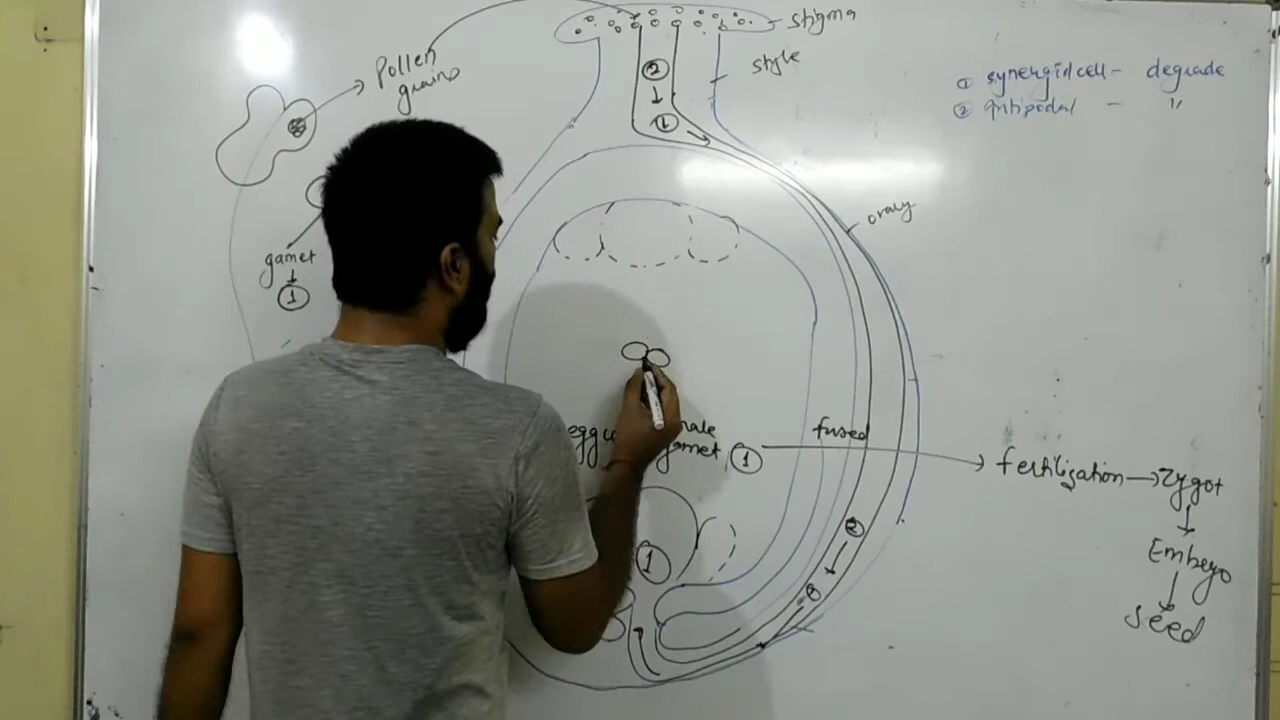 stigma
style
Pollen
grains
① synergid cell - degrade
② Antipodal - "
②
↓
①
ovary
gamet
↓
①
male
gamet ①
fused
fertilization → Zygot
↓
Embryo
↓
seed
②
①